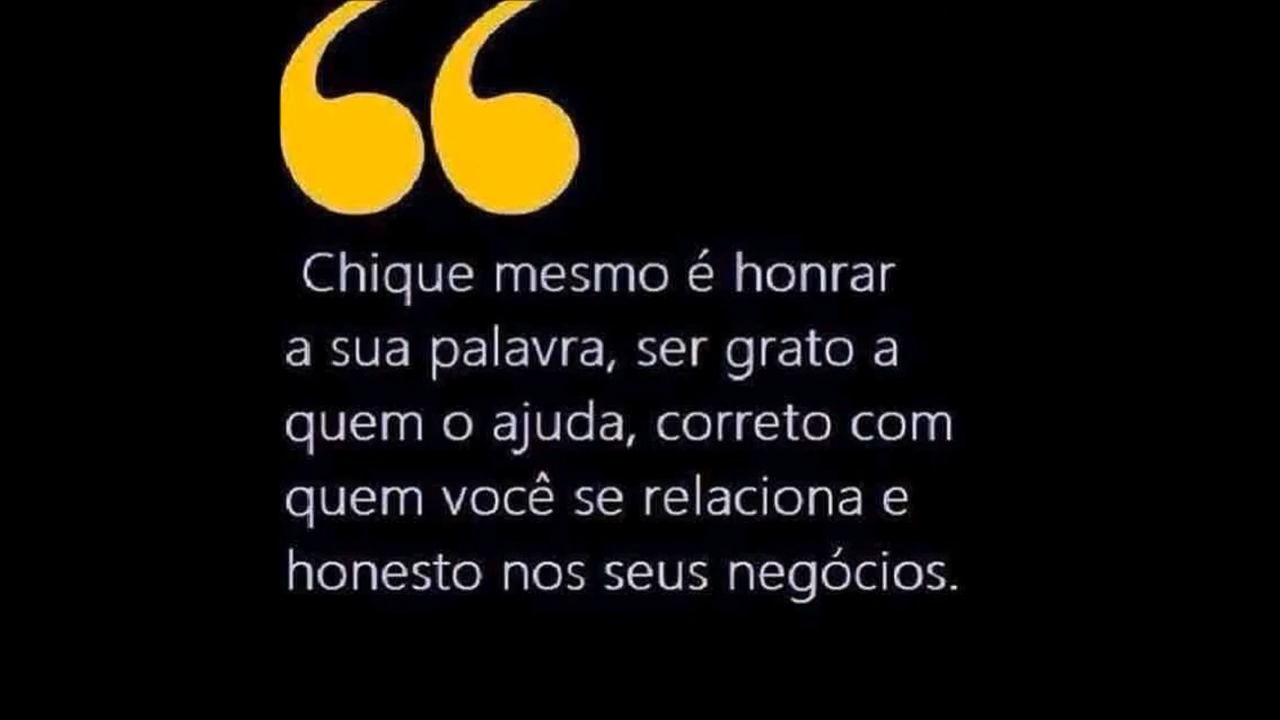 Chique mesmo é honrar
a sua palavra, ser grato a
quem o ajuda, correto com
quem você se relaciona e
honesto nos seus negócios.